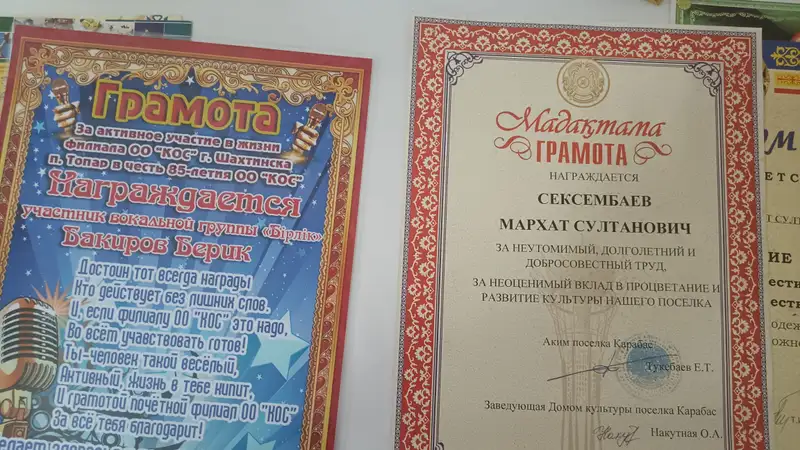 Грамота
За активное участие в жизни
филиала ОО "КОС" г. Шахтинска
п. Топар в честь 85-летия ОО "КОС"
Награждается
участник вокальной группы «Бірлік»
Бакиров Берик
Достоин тот всегда награды
Кто действует без лишних слов.
И, если филиалу ОО "КОС" это надо,
Во всём учавствовать готов!
Ты- человек такой весёлый,
Активный, жизнь в тебе кипит,
И грамотой почётной филиал ОО "КОС"
За всё тебя благодарит!
Мадақтама
ГРАМОТА
НАГРАЖДАЕТСЯ
СЕКСЕМБАЕВ
МАРХАТ СУЛТАНОВИЧ
ЗА НЕУТОМИМЫЙ, ДОЛГОЛЕТНИЙ И
ДОБРОСОВЕСТНЫЙ ТРУД,
ЗА НЕОЦЕНИМЫЙ ВКЛАД В ПРОЦВЕТАНИЕ И
РАЗВИТИЕ КУЛЬТУРЫ НАШЕГО ПОСЕЛКА
Аким поселка Карабас
Тукебаев Е.Т.
Заведующая Домом культуры поселка Карабас
Накутная О.А.